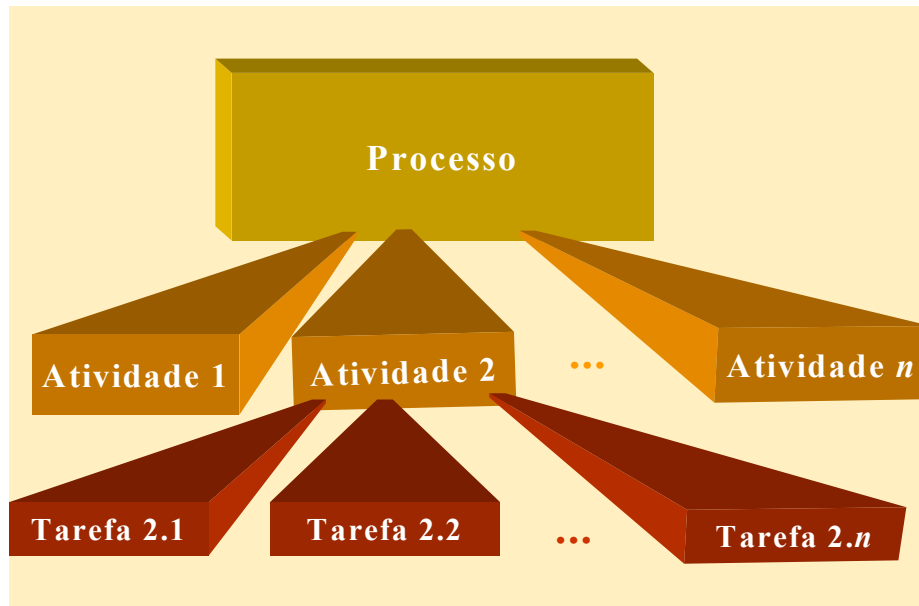 Processo
Atividade 1
Atividade 2
...
Atividade n
Tarefa 2.1
Tarefa 2.2
...
Tarefa 2.n